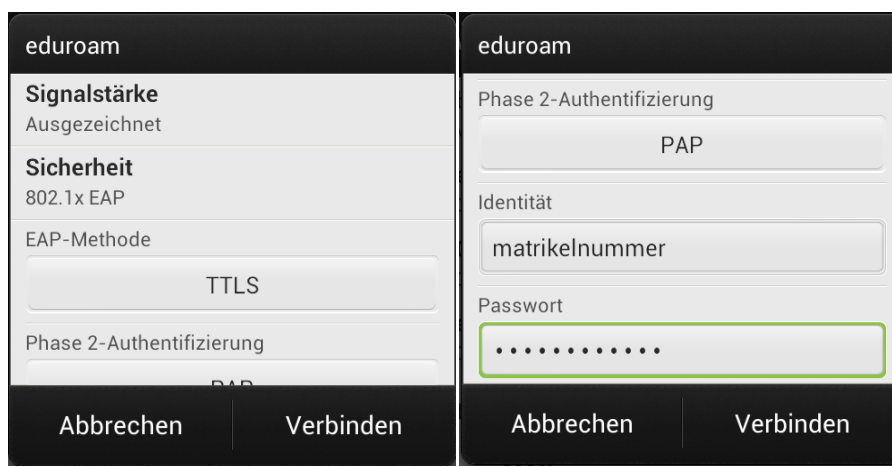 eduroam
Signalstärke
Ausgezeichnet
Sicherheit
802.1x EAP
EAP-Methode
TTLS
Phase 2-Authentifizierung
PAP
Abbrechen
Verbinden
eduroam
Phase 2-Authentifizierung
PAP
Identität
matrikelnummer
Passwort
••••••••••••
Abbrechen
Verbinden